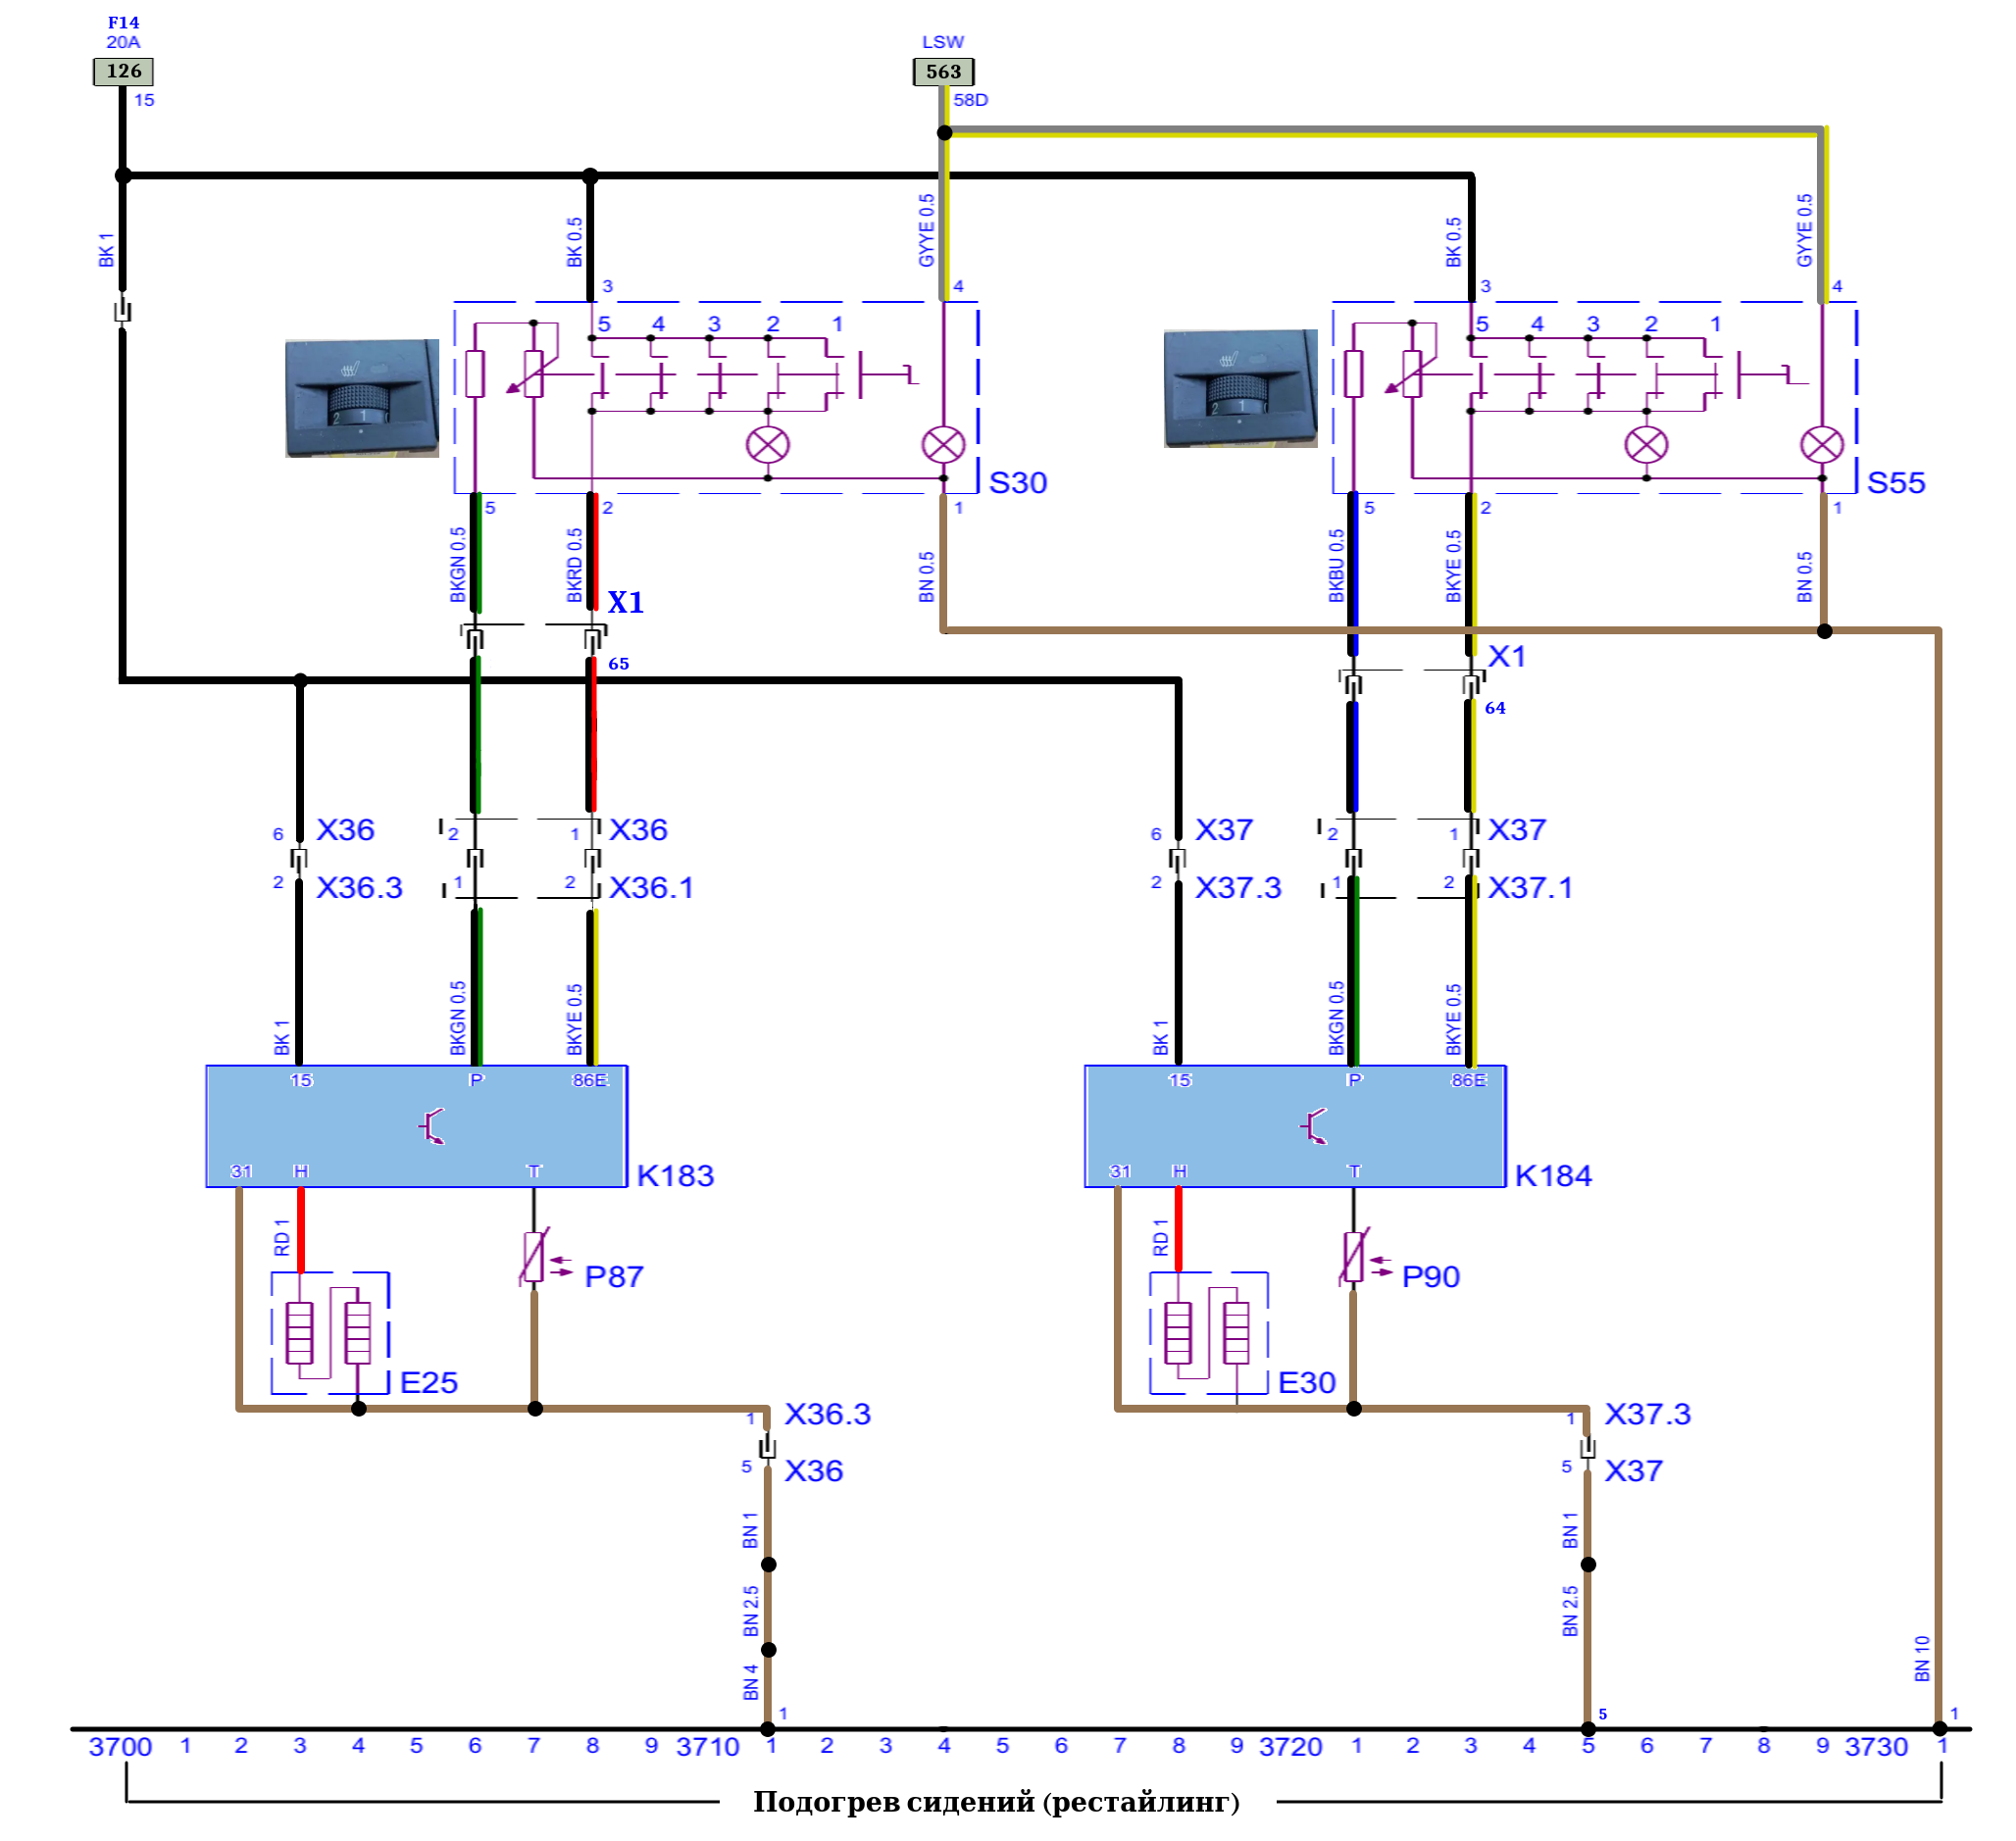 F14
20A
LSW
126
563
15
58D
BK 1
BK 0.5
GYYE 0.5
BK 0.5
GYYE 0.5
3
4
3
4
5 4 3 2 1
5 4 3 2 1
2 1
2 1
S30
S55
5
2
1
5
2
1
BKGN 0.5
BKRD 0.5
BN 0.5
BKBU 0.5
BKYE 0.5
BN 0.5
X1
X1
65
64
6
X36
2
1
X36
6
X37
2
1
X37
2
X36.3
1
2
X36.1
2
X37.3
1
2
X37.1
BK 1
BKGN 0.5
BKYE 0.5
BK 1
BKGN 0.5
BKYE 0.5
15 P 86E
15 P 86E
31 H T
K183
31 H T
K184
RD 1
RD 1
P87
P90
E25
E30
1
X36.3
1
X37.3
5
X36
5
X37
BN 1
BN 1
BN 2.5
BN 2.5
BN 4
BN 10
1
5
1
3700 1 2 3 4 5 6 7 8 9 3710 1 2 3 4 5 6 7 8 9 3720 1 2 3 4 5 6 7 8 9 3730 1
Подогрев сидений (рестайлинг)